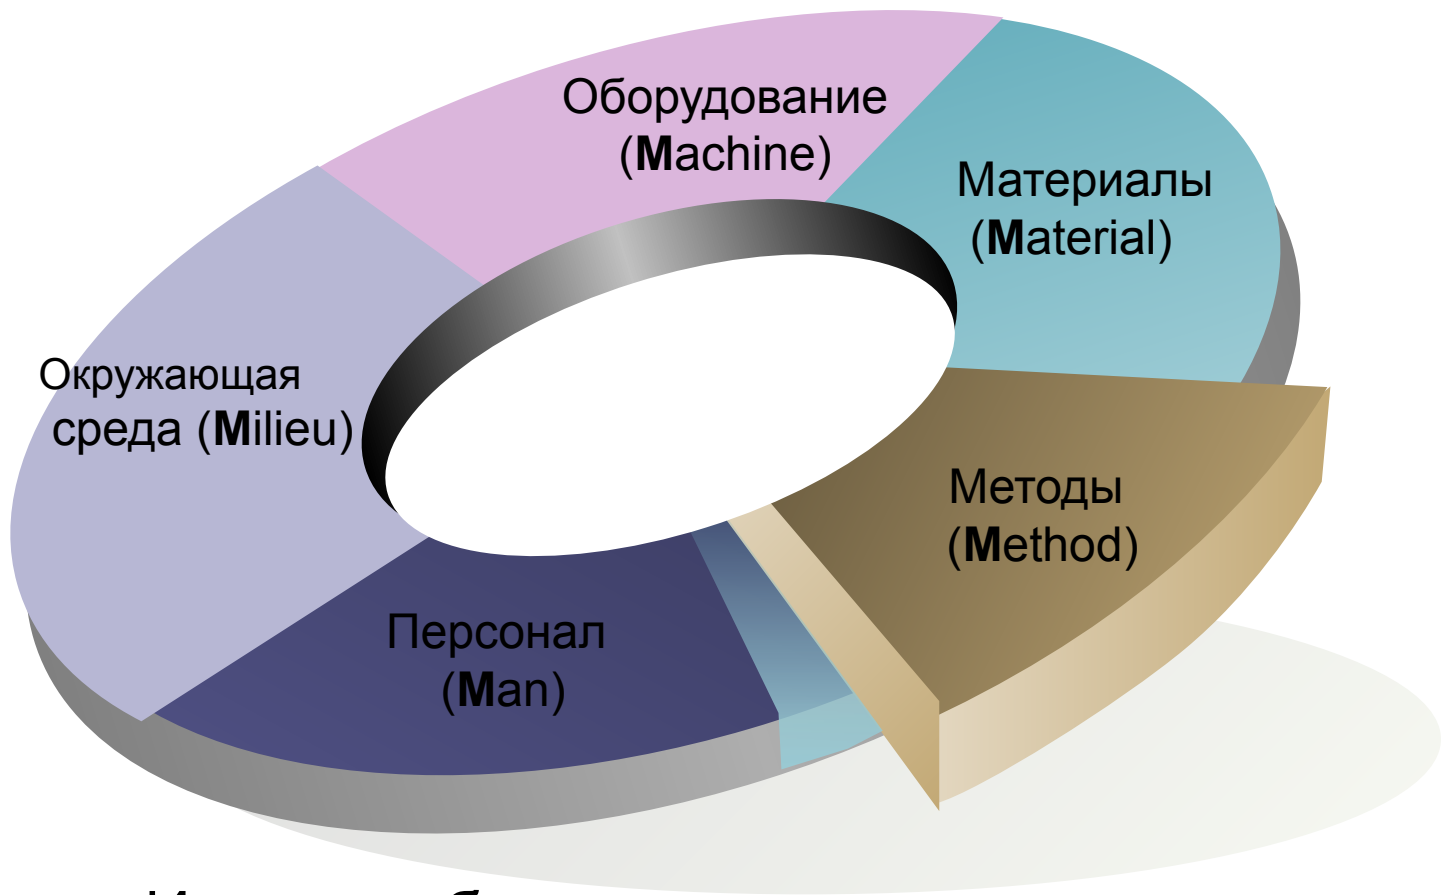 Оборудование
(Machine)
Материалы
(Material)
Окружающая
среда (Milieu)
Методы
(Method)
Персонал
(Man)